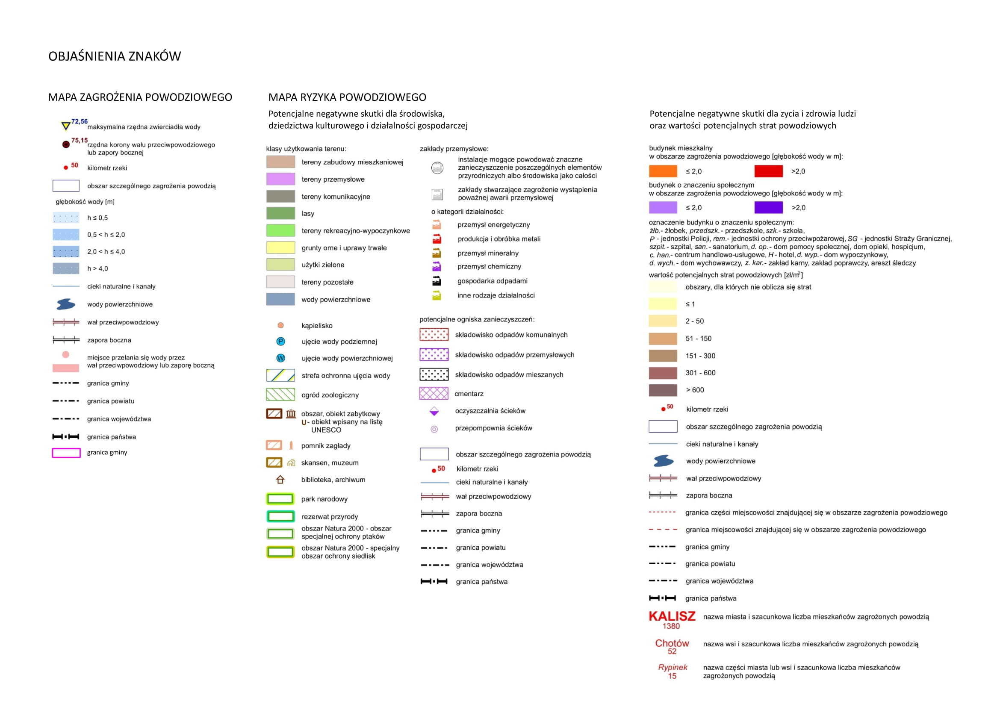 OBJAŚNIENIA ZNAKÓW
MAPA ZAGROŻENIA POWODZIOWEGO
72,56
maksymalna rzędna zwierciadła wody
75,15
rzędna korony wału przeciwpowodziowego
lub zapory bocznej
50
kilometr rzeki
obszar szczególnego zagrożenia powodzią
głębokość wody [m]
h ≤ 0,5
0,5 < h ≤ 2,0
2,0 < h ≤ 4,0
h > 4,0
cieki naturalne i kanały
wody powierzchniowe
wał przeciwpowodziowy
zapora boczna
miejsce przelania się wody przez
wał przeciwpowodziowy lub zaporę boczną
granica gminy
granica powiatu
granica województwa
granica państwa
granica gminy
MAPA RYZYKA POWODZIOWEGO
Potencjalne negatywne skutki dla środowiska,
dziedzictwa kulturowego i działalności gospodarczej
klasy użytkowania terenu:
tereny zabudowy mieszkaniowej
tereny przemysłowe
tereny komunikacyjne
lasy
tereny rekreacyjno-wypoczynkowe
grunty orne i uprawy trwałe
użytki zielone
tereny pozostałe
wody powierzchniowe
kąpielisko
P
ujęcie wody podziemnej
W
ujęcie wody powierzchniowej
strefa ochronna ujęcia wody
ogród zoologiczny
obszar, obiekt zabytkowy
U - obiekt wpisany na listę
UNESCO
pomnik zagłady
skansen, muzeum
biblioteka, archiwum
park narodowy
rezerwat przyrody
obszar Natura 2000 - obszar
specjalnej ochrony ptaków
obszar Natura 2000 - specjalny
obszar ochrony siedlisk
zakłady przemysłowe:
instalacje mogące powodować znaczne
zanieczyszczenie poszczególnych elementów
przyrodniczych albo środowiska jako całości
zakłady stwarzające zagrożenie wystąpienia
poważnej awarii przemysłowej
o kategorii działalności:
przemysł energetyczny
produkcja i obróbka metali
przemysł mineralny
przemysł chemiczny
gospodarka odpadami
inne rodzaje działalności
potencjalne ogniska zanieczyszczeń:
składowisko odpadów komunalnych
składowisko odpadów przemysłowych
składowisko odpadów mieszanych
cmentarz
oczyszczalnia ścieków
przepompownia ścieków
obszar szczególnego zagrożenia powodzią
50
kilometr rzeki
cieki naturalne i kanały
wał przeciwpowodziowy
zapora boczna
granica gminy
granica powiatu
granica województwa
granica państwa
Potencjalne negatywne skutki dla zycia i zdrowia ludzi
oraz wartości potencjalnych strat powodziowych
budynek mieszkalny
w obszarze zagrożenia powodziowego [głębokość wody w m]:
≤ 2,0 >2,0
budynek o znaczeniu społecznym
w obszarze zagrożenia powodziowego [głębokość wody w m]:
≤ 2,0 >2,0
oznaczenie budynku o znaczeniu społecznym:
żłb.- żłobek, przedszk. - przedszkole, szk.- szkoła,
P - jednostki Policji, rem.- jednostki ochrony przeciwpożarowej, SG - jednostki Straży Granicznej,
szpit.- szpital, san.- sanatorium, d. op.- dom pomocy społecznej, dom opieki, hospicjum,
c. han.- centrum handlowo-usługowe, H - hotel, d. wyp.- dom wypoczynkowy,
d. wych.- dom wychowawczy, z. kar.- zakład karny, zakład poprawczy, areszt śledczy
wartość potencjalnych strat powodziowych [zł/m²]
obszary, dla których nie oblicza się strat
≤ 1
2 - 50
51 - 150
151 - 300
301 - 600
> 600
50
kilometr rzeki
obszar szczególnego zagrożenia powodzią
cieki naturalne i kanały
wody powierzchniowe
wał przeciwpowodziowy
zapora boczna
granica części miejscowości znajdującej się w obszarze zagrożenia powodziowego
granica miejscowości znajdującej się w obszarze zagrożenia powodziowego
granica gminy
granica powiatu
granica województwa
granica państwa
KALISZ
1380
nazwa miasta i szacunkowa liczba mieszkańców zagrożonych powodzią
Chotów
52
nazwa wsi i szacunkowa liczba mieszkańców zagrożonych powodzią
Rypinek
15
nazwa części miasta lub wsi i szacunkowa liczba mieszkańców
zagrożonych powodzią